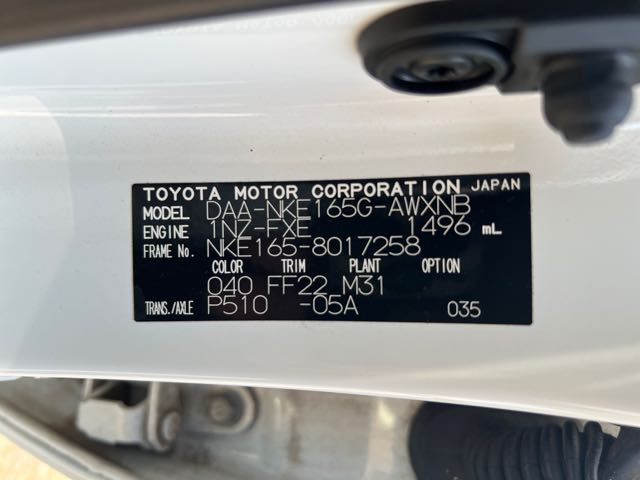 TOYOTA MOTOR CORPORATION JAPAN
MODEL DAA-NKE165G-AWXNB
ENGINE 1NZ-FXE 1496 mL
FRAME No. NKE165-8017258
COLOR TRIM PLANT OPTION
040 FF22 M31
TRANS./AXLE P510 -05A 035